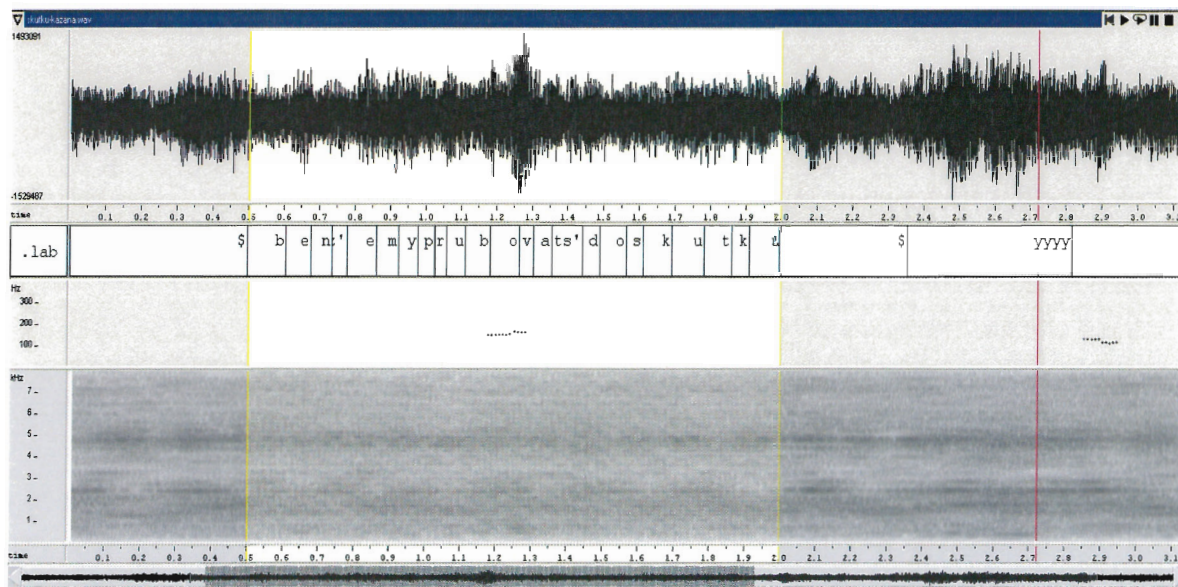 skutku-kazana.wav
1493091
-1529487
time 0.1 0.2 0.3 0.4 0.5 0.6 0.7 0.8 0.9 1.0 1.1 1.2 1.3 1.4 1.5 1.6 1.7 1.8 1.9 2.0 2.1 2.2 2.3 2.4 2.5 2.6 2.7 2.8 2.9 3.0 3.1
.lab $ b e n' e m y p r u b o v a ts' d o s k u t k $ yyyy
Hz
300
200
100
kHz
7
6
5
4
3
2
1
time 0.1 0.2 0.3 0.4 0.5 0.6 0.7 0.8 0.9 1.0 1.1 1.2 1.3 1.4 1.5 1.6 1.7 1.8 1.9 2.0 2.1 2.2 2.3 2.4 2.5 2.6 2.7 2.8 2.9 3.0 3.1